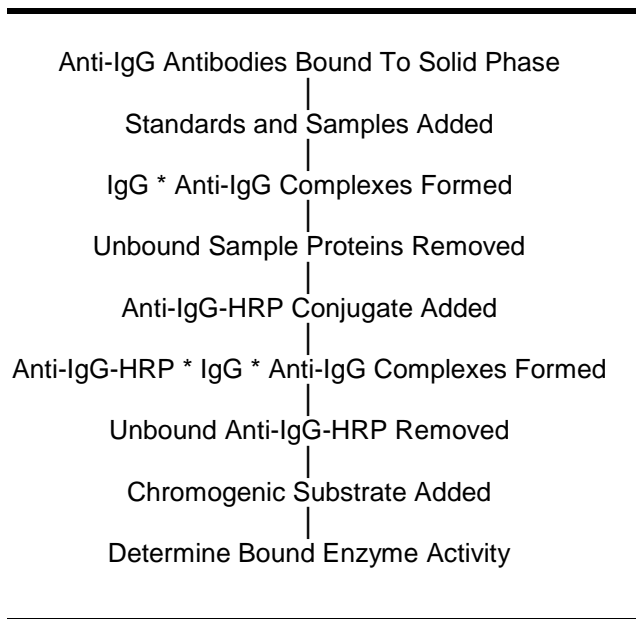 Anti-IgG Antibodies Bound To Solid Phase
Standards and Samples Added
IgG * Anti-IgG Complexes Formed
Unbound Sample Proteins Removed
Anti-IgG-HRP Conjugate Added
Anti-IgG-HRP * IgG * Anti-IgG Complexes Formed
Unbound Anti-IgG-HRP Removed
Chromogenic Substrate Added
Determine Bound Enzyme Activity